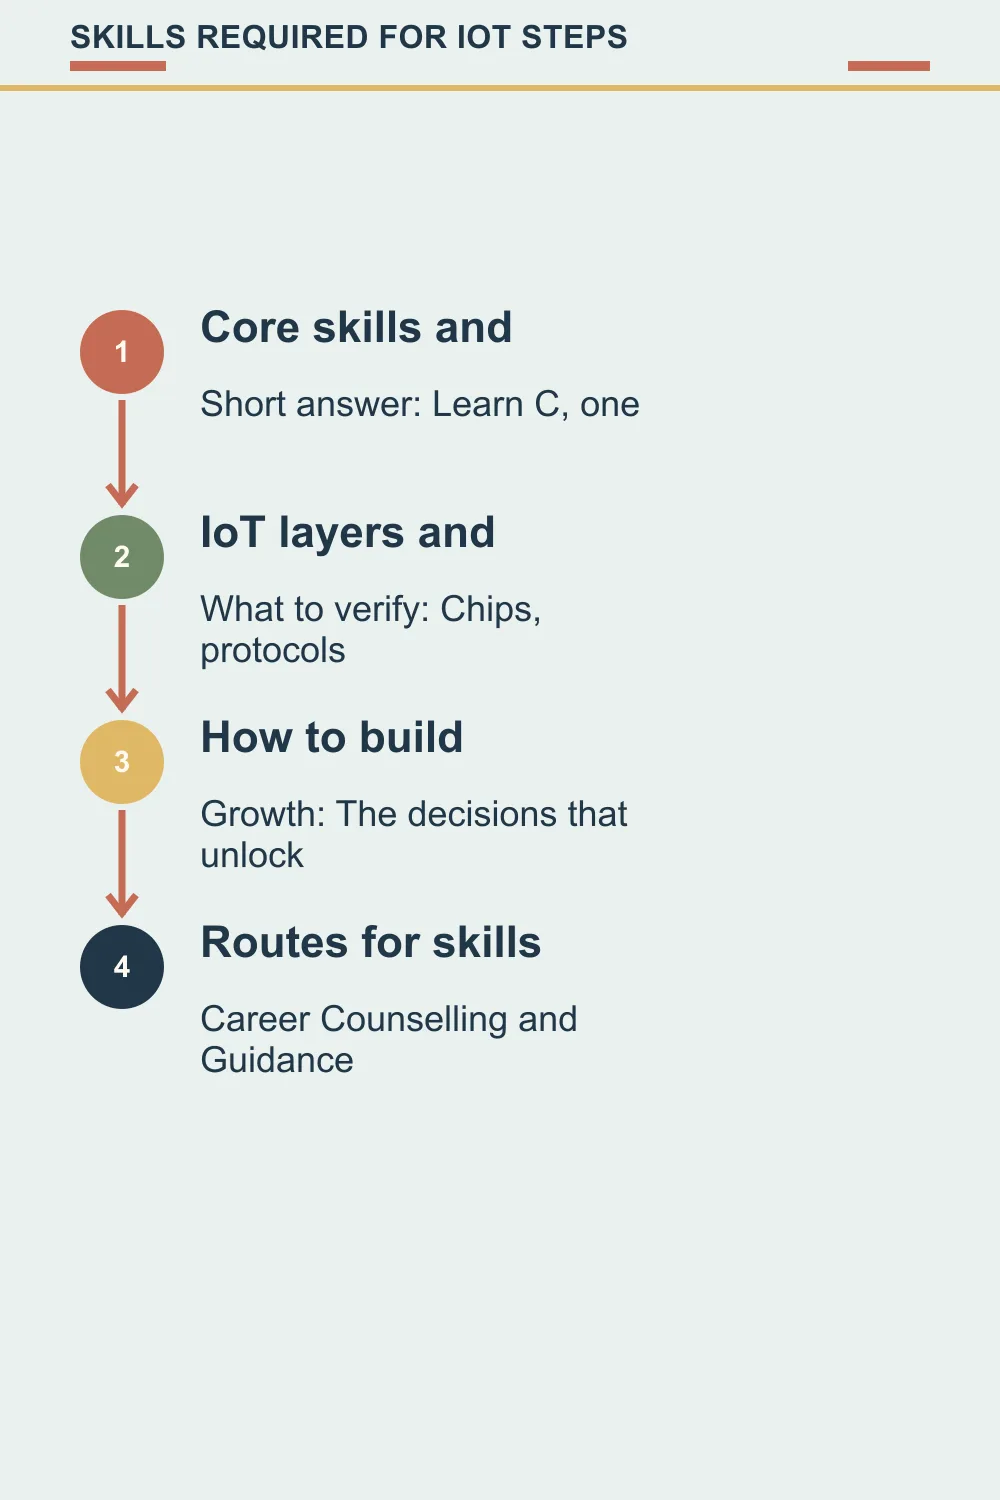 SKILLS REQUIRED FOR IOT STEPS
1
Core skills and
Short answer: Learn C, one
2
IoT layers and
What to verify: Chips,
protocols
3
How to build
Growth: The decisions that
unlock
4
Routes for skills
Career Counselling and
Guidance